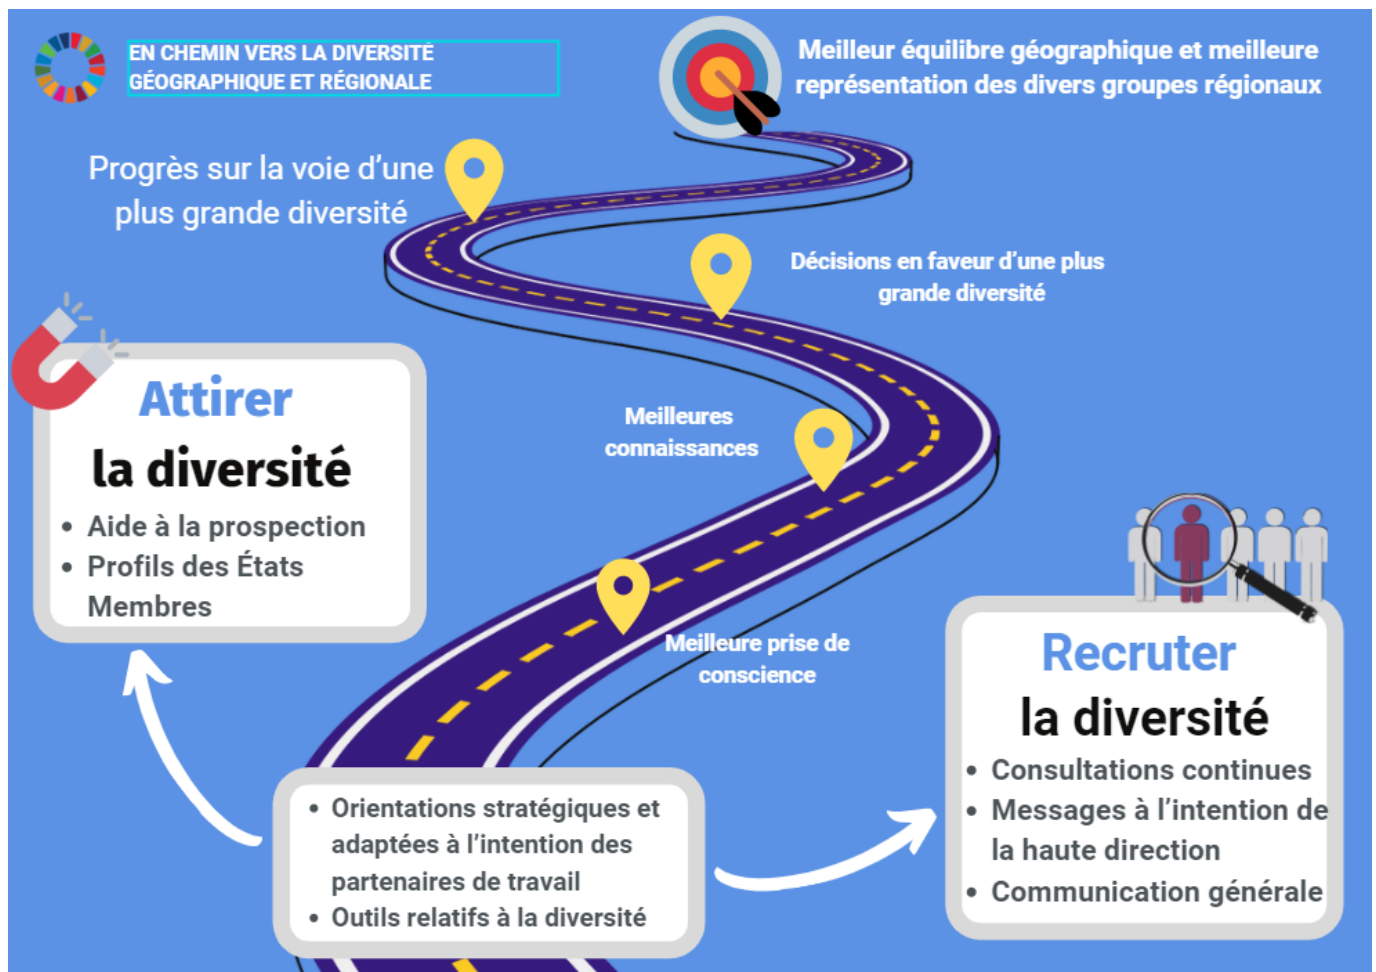 EN CHEMIN VERS LA DIVERSITÉ
GÉOGRAPHIQUE ET RÉGIONALE
Meilleur équilibre géographique et meilleure
représentation des divers groupes régionaux
Progrès sur la voie d’une
plus grande diversité
Décisions en faveur d’une plus
grande diversité
Attirer
la diversité
• Aide à la prospection
• Profils des États
Membres
Meilleures
connaissances
Meilleure prise de
conscience
Recruter
la diversité
• Consultations continues
• Messages à l’intention de
la haute direction
• Communication générale
• Orientations stratégiques et
adaptées à l’intention des
partenaires de travail
• Outils relatifs à la diversité